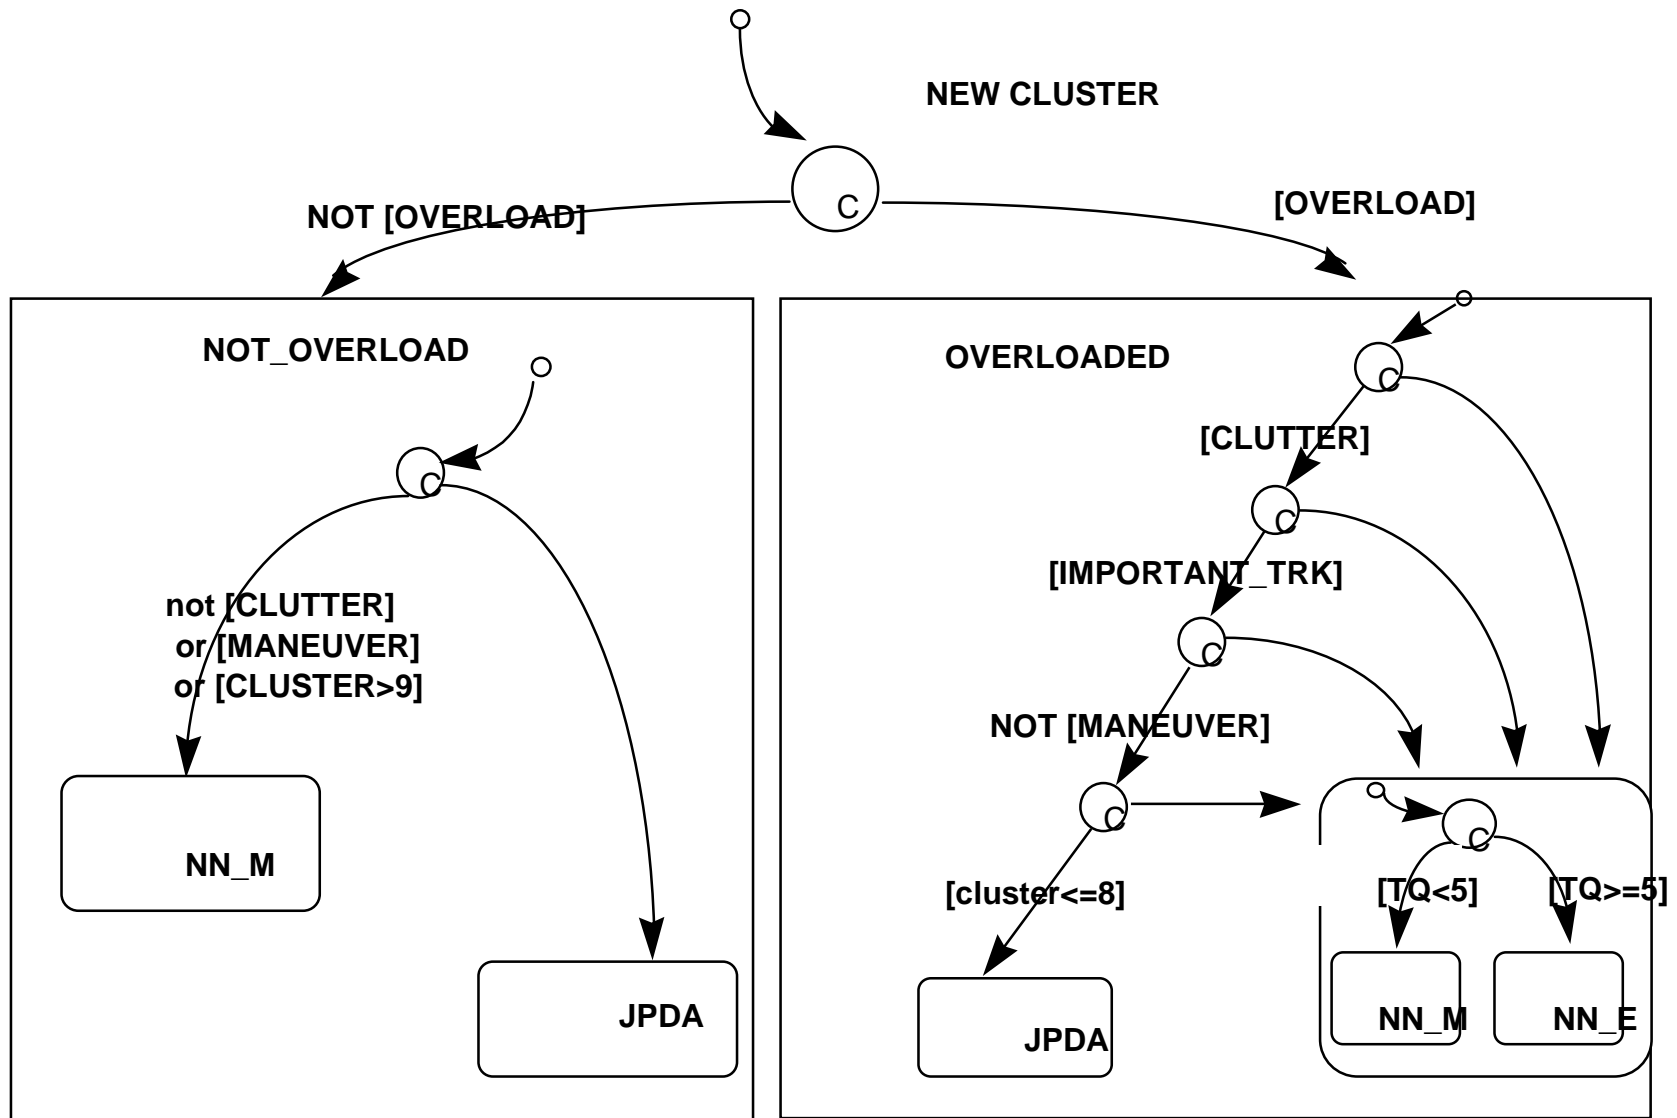 NEW CLUSTER
C
NOT [OVERLOAD]
[OVERLOAD]
NOT_OVERLOAD
C
not [CLUTTER]
or [MANEUVER]
or [CLUSTER>9]
NN_M
JPDA
OVERLOADED
C
[CLUTTER]
C
[IMPORTANT_TRK]
C
NOT [MANEUVER]
C
[cluster<=8]
JPDA
C
[TQ<5]
[TQ>=5]
NN_M
NN_E